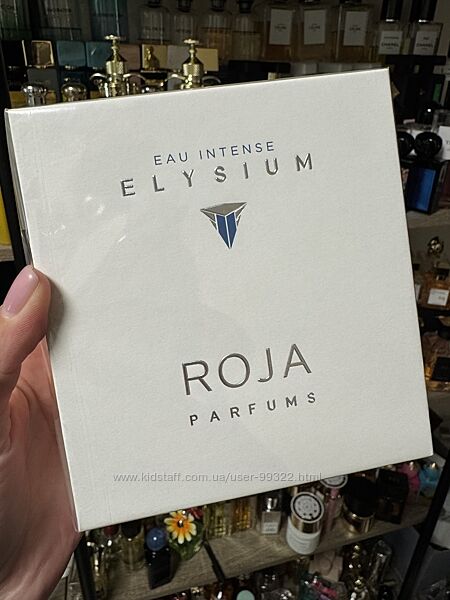 EAU INTENSE
ELYSIUM
ROJA
PARFUMS
www.kidstaff.com.ua/user-99322.html